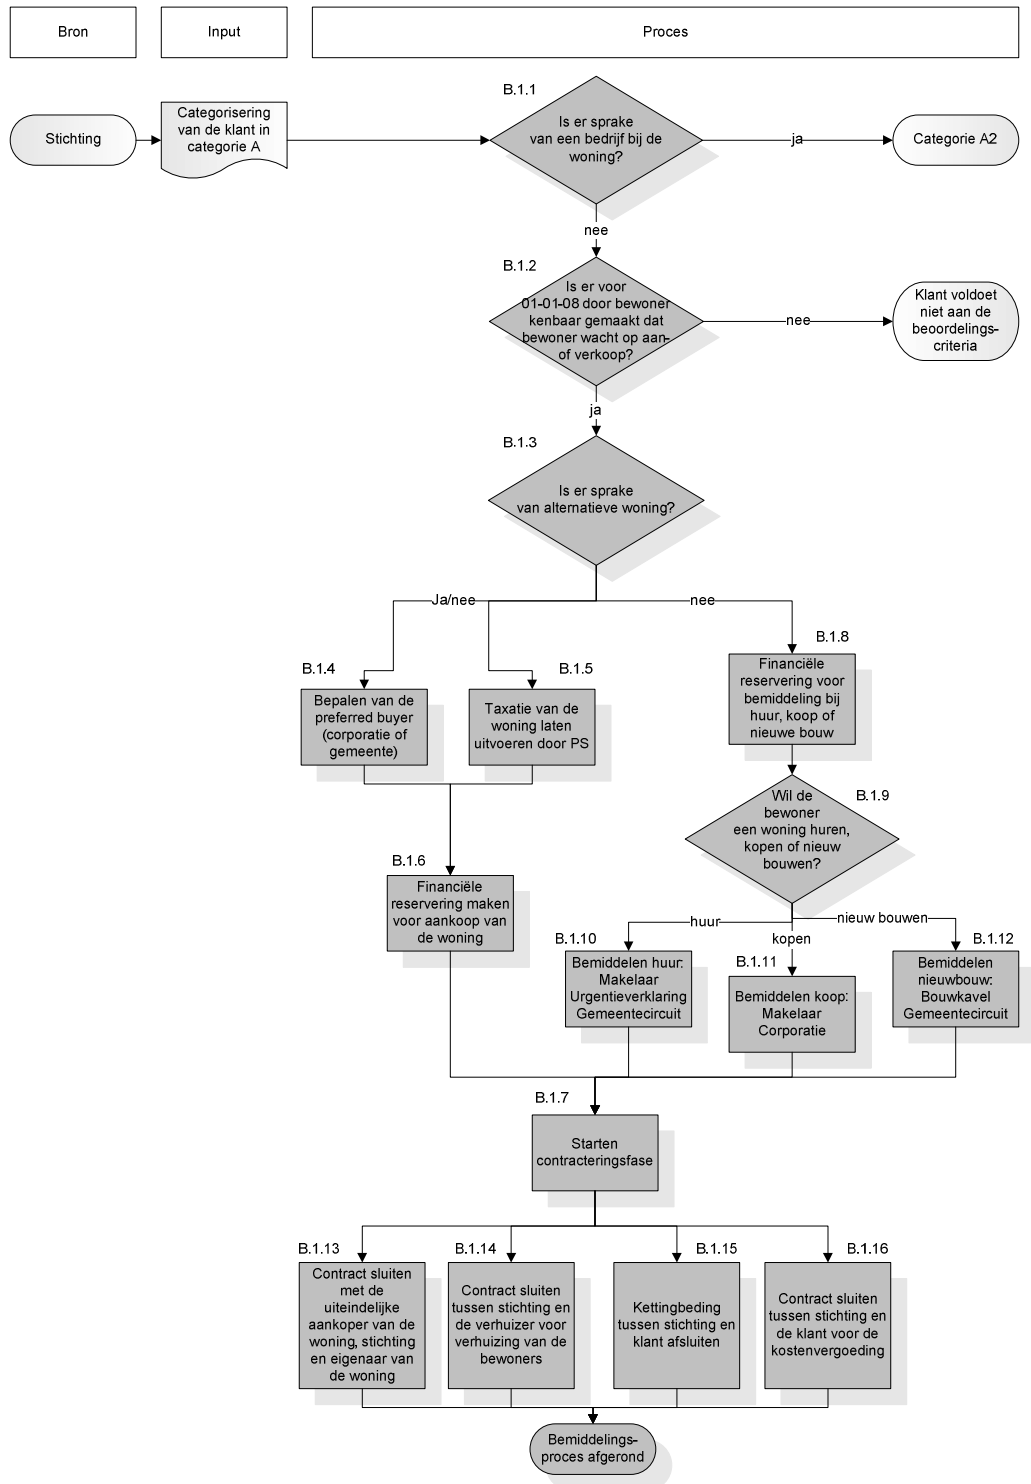 Bron
Input
Proces
B.1.1
Stichting
Categorisering
van de klant in
categorie A
Is er sprake
van een bedrijf bij de
woning?
ja
Categorie A2
nee
B.1.2
Is er voor
01-01-08 door bewoner
kenbaar gemaakt dat
bewoner wacht op aan-
of verkoop?
nee
Klant voldoet
niet aan de
beoordelings-
criteria
ja
B.1.3
Is er sprake
van alternatieve woning?
Ja/nee
nee
B.1.4
B.1.5
B.1.8
Bepalen van de
preferred buyer
(corporatie of
gemeente)
Taxatie van de
woning laten
uitvoeren door PS
Financiële
reservering voor
bemiddeling bij
huur, koop of
nieuwe bouw
B.1.9
Wil de
bewoner
een woning huren,
kopen of nieuw
bouwen?
B.1.6
Financiële
reservering maken
voor aankoop van
de woning
huur
kopen
nieuw bouwen
B.1.10
B.1.11
B.1.12
Bemiddelen huur:
Makelaar
Urgentieverklaring
Gemeentecircuit
Bemiddelen koop:
Makelaar
Corporatie
Bemiddelen
nieuwbouw:
Bouwkavel
Gemeentecircuit
B.1.7
Starten
contracteringsfase
B.1.13
B.1.14
B.1.15
B.1.16
Contract sluiten
met de
uiteindelijke
aankoper van de
woning, stichting
en eigenaar van
de woning
Contract sluiten
tussen stichting en
de verhuizer voor
verhuizing van de
bewoners
Kettingbeding
tussen stichting en
klant afsluiten
Contract sluiten
tussen stichting en
de klant voor de
kostenvergoeding
Bemiddelings-
proces afgerond